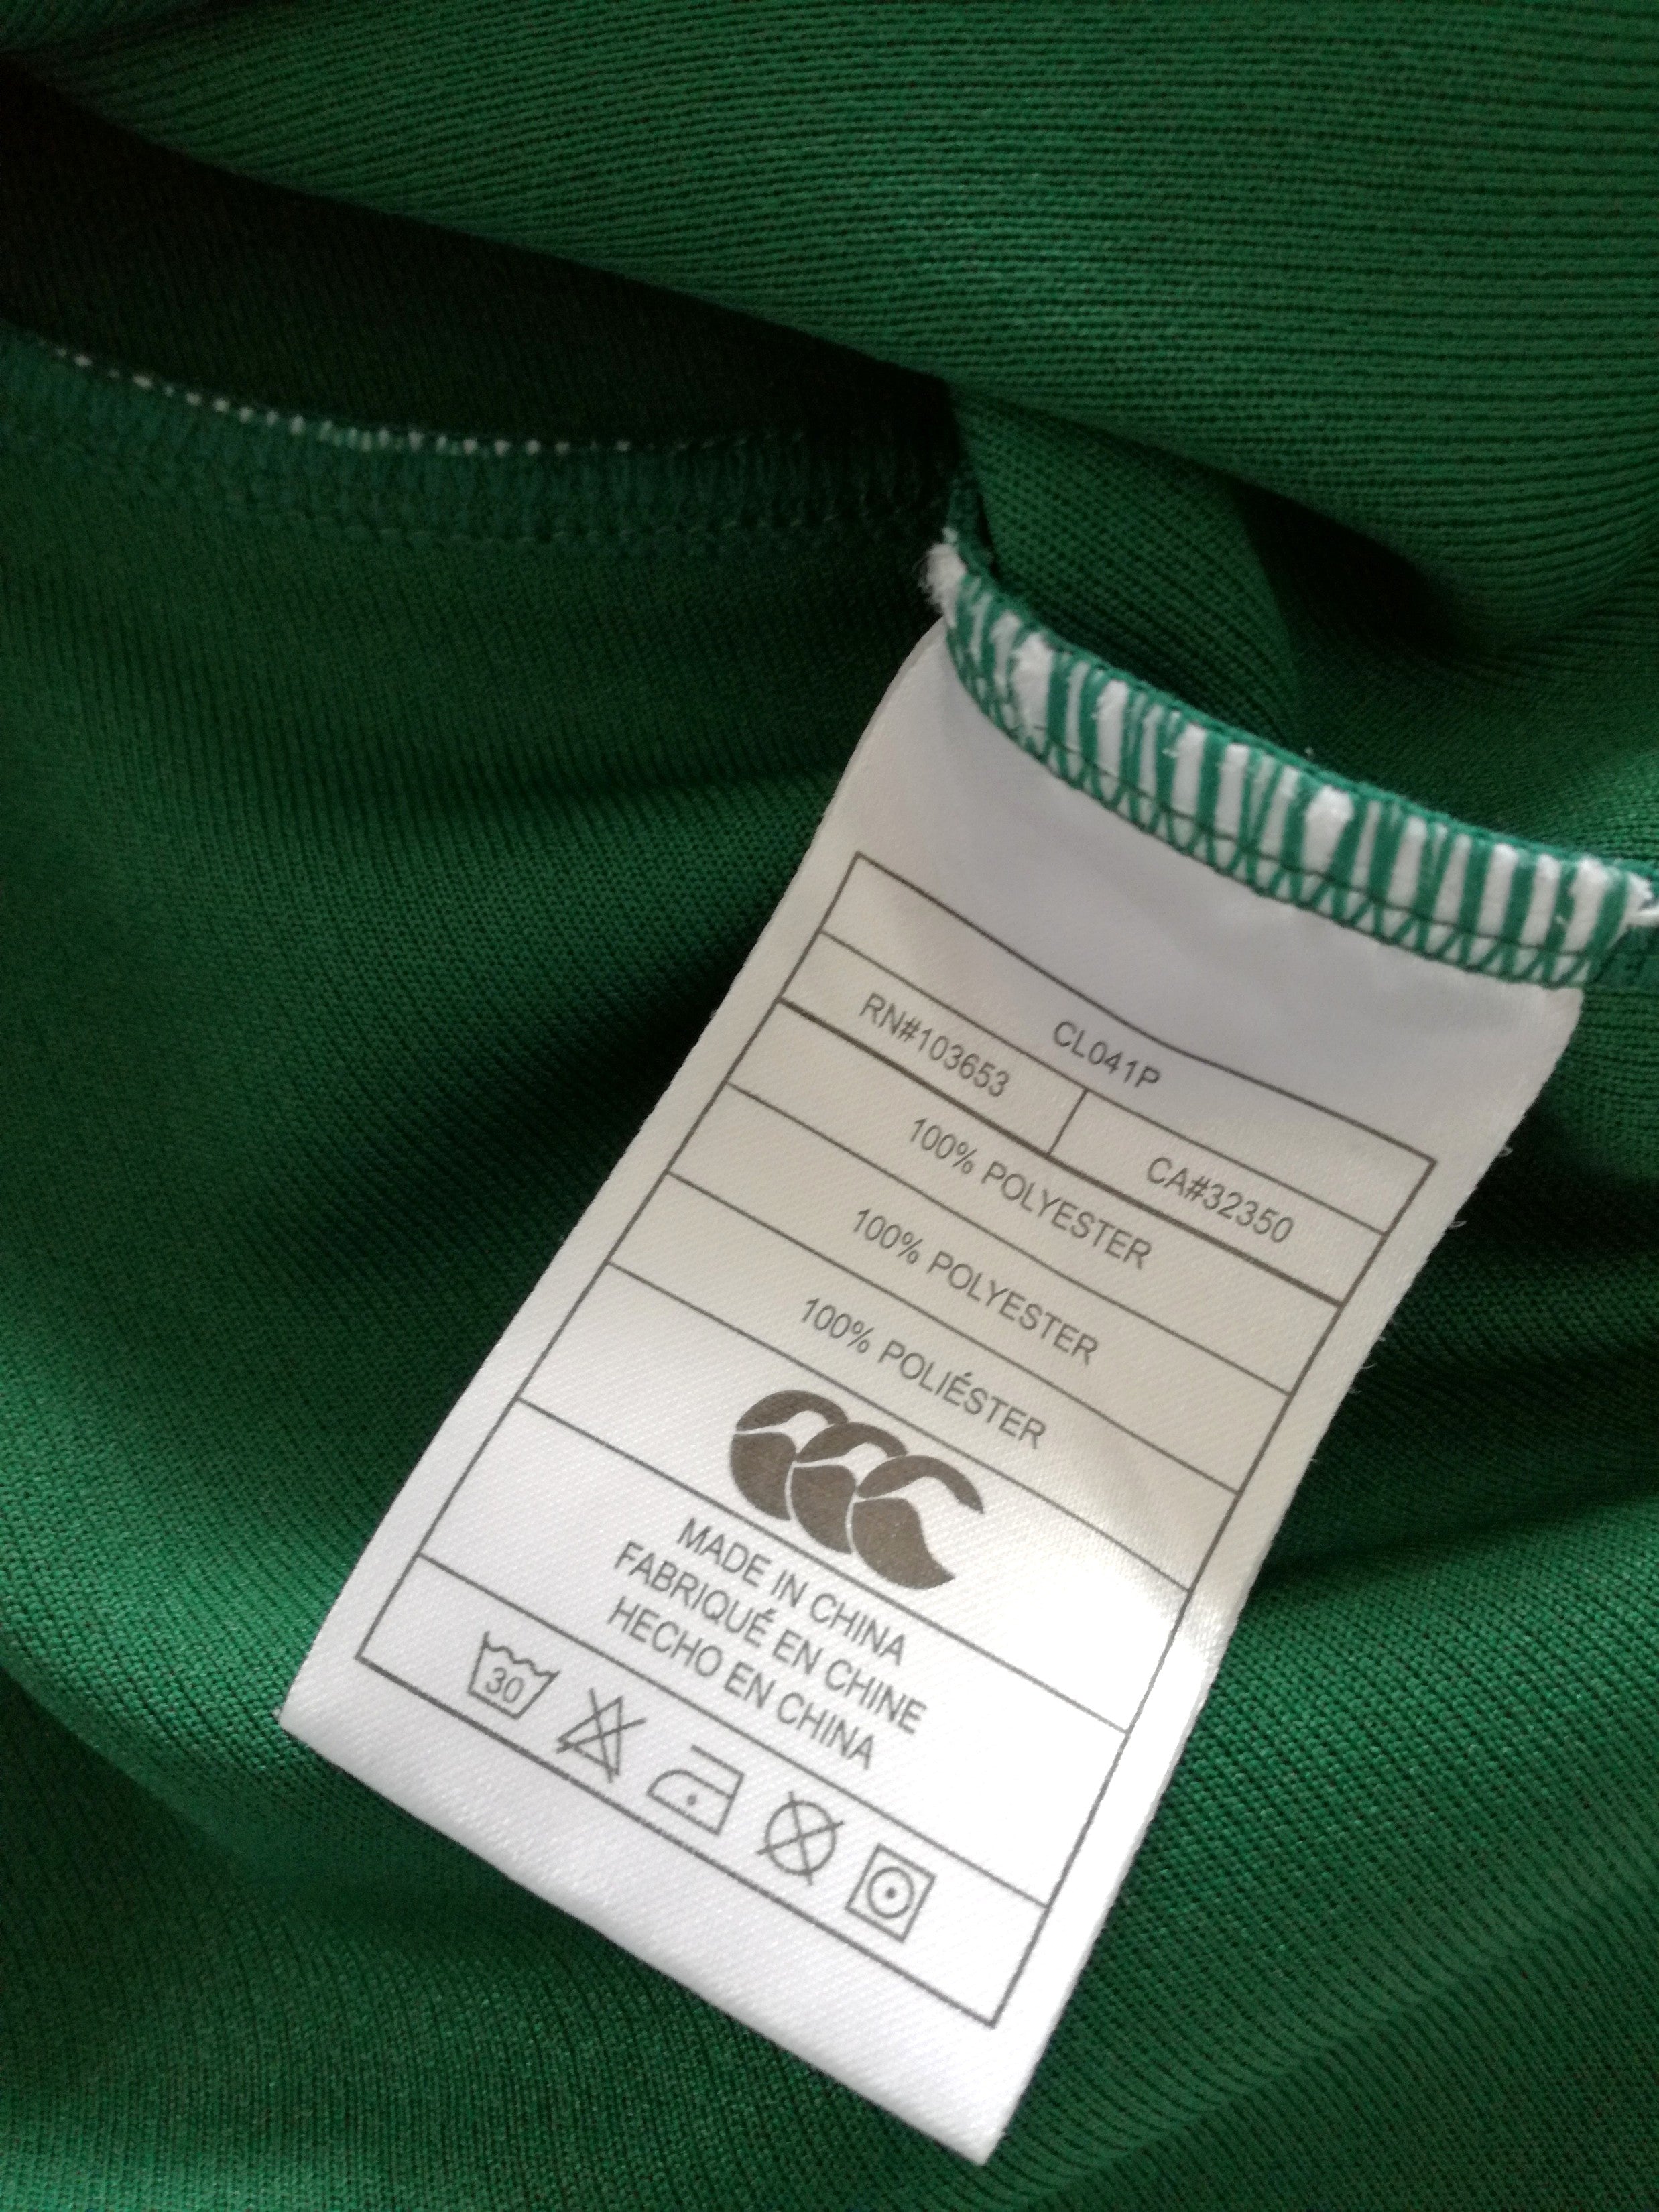 CL041P
RN#103653 CA#32350
100% POLYESTER
100% POLYESTER
100% POLIÉSTER
MADE IN CHINA
FABRIQUÉ EN CHINE
HECHO EN CHINA
30